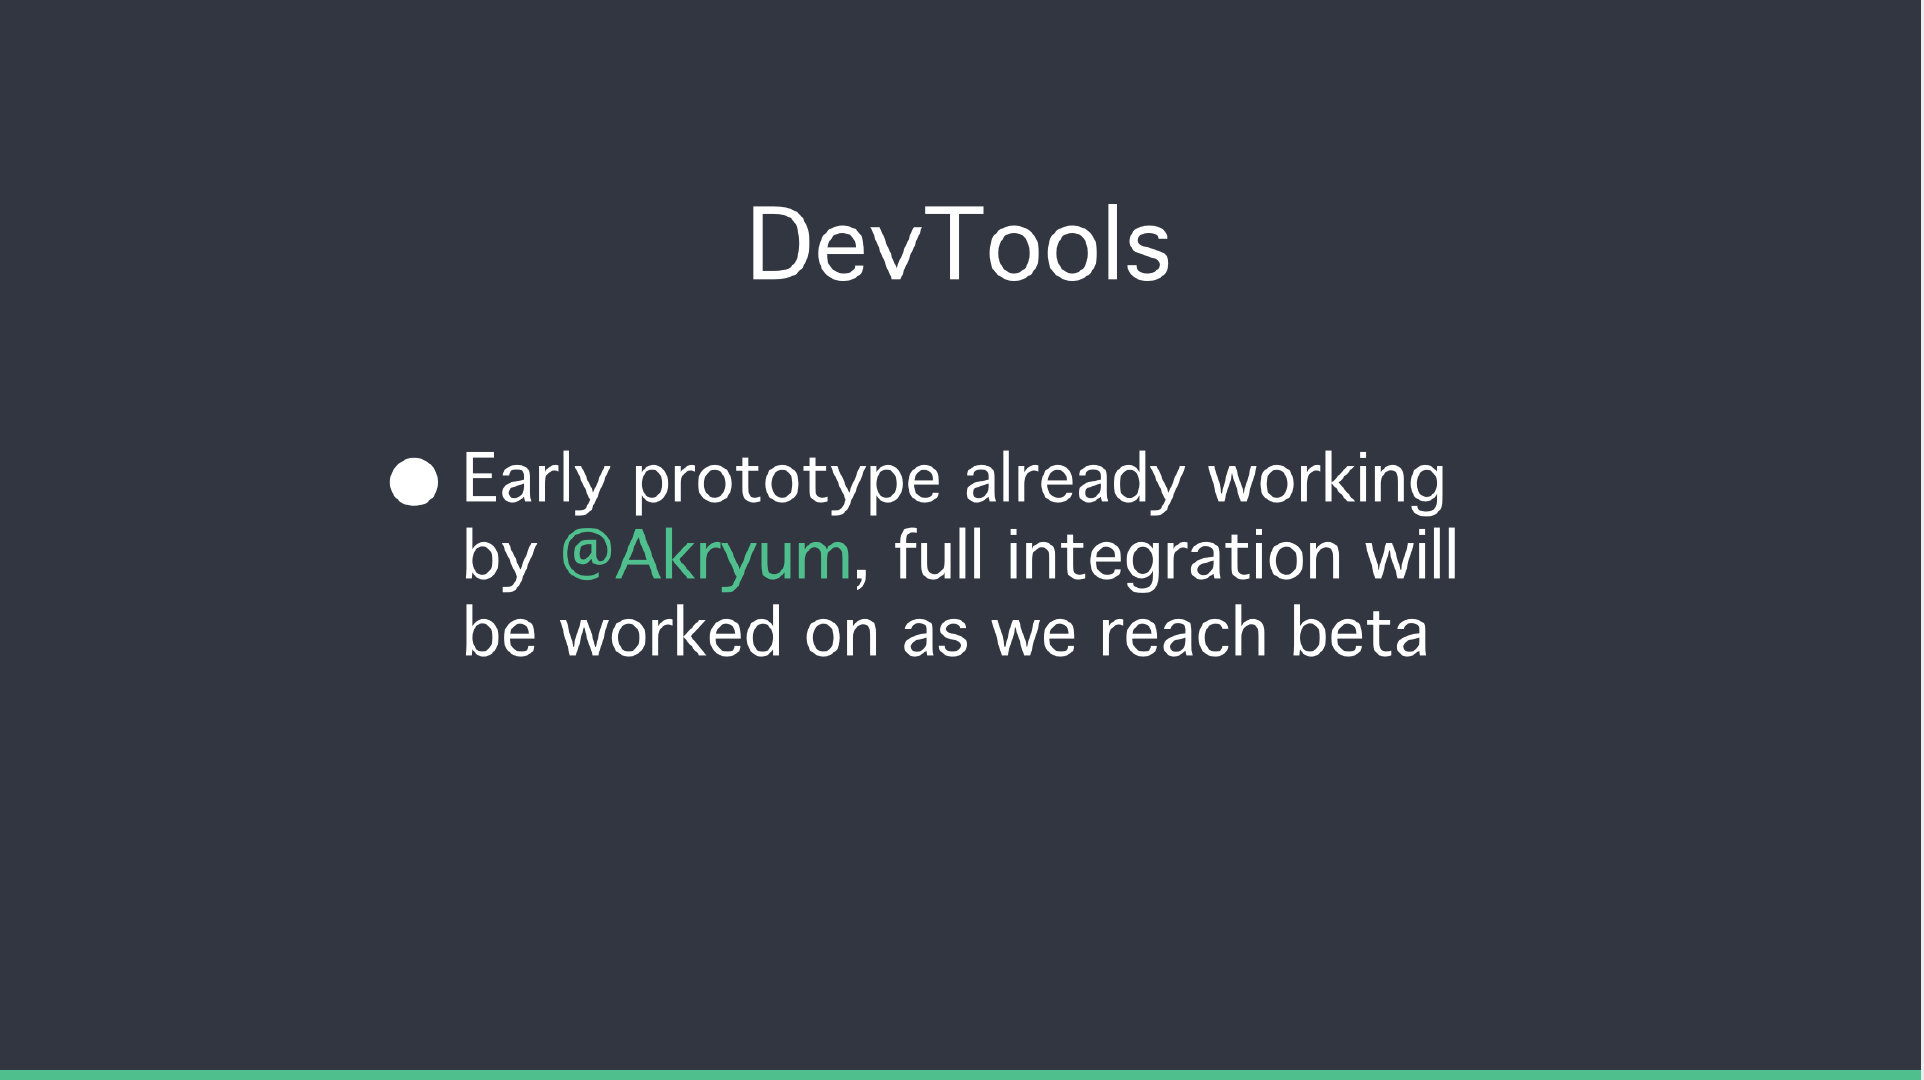 DevTools
● Early prototype already working
by @Akryum, full integration will
be worked on as we reach beta